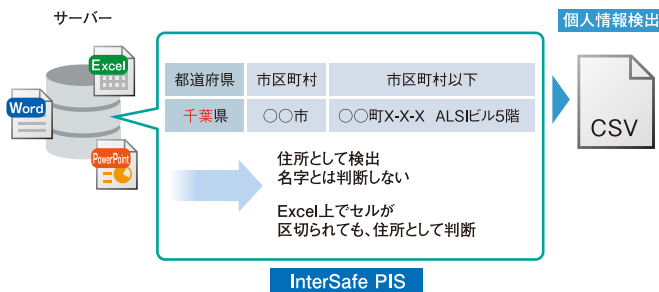 サーバー
個人情報検出
Excel
Word
PowerPoint
都道府県 市区町村 市区町村以下
千葉県 〇〇市 〇〇町X-X-X ALSIビル5階
CSV
住所として検出
名字とは判断しない
Excel上でセルが
区切られても、住所として判断
InterSafe PIS